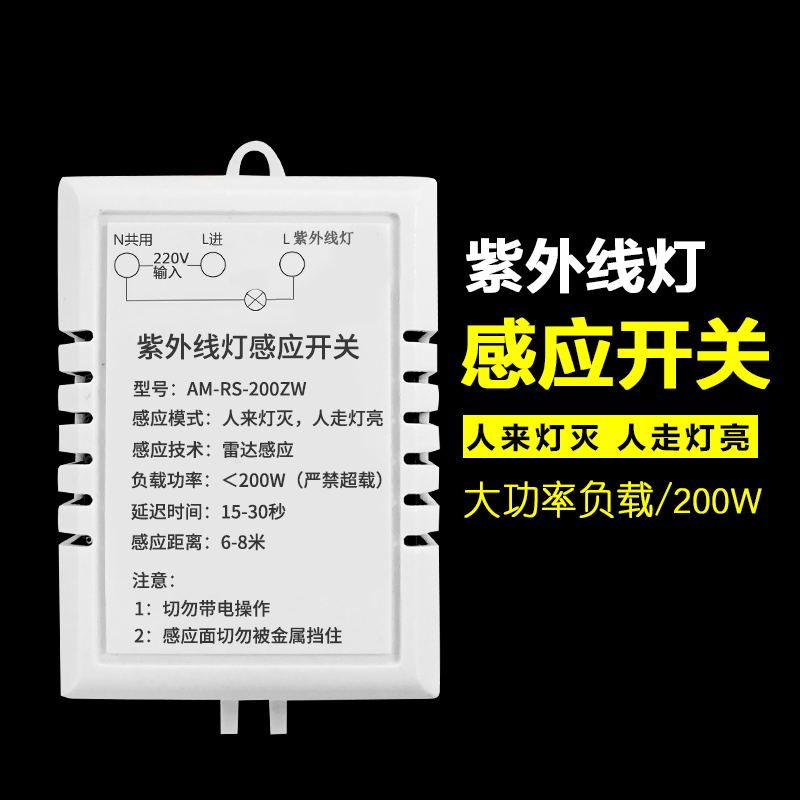 N共用 L进 L 紫外线灯
220V
输入
紫外线灯感应开关
型号：AM-RS-200ZW
感应模式：人来灯灭，人走灯亮
感应技术：雷达感应
负载功率：＜200W（严禁超载）
延迟时间：15-30秒
感应距离：6-8米
注意：
1：切勿带电操作
2：感应面切勿被金属挡住
紫外线灯
感应开关
人来灯灭 人走灯亮
大功率负载/200W